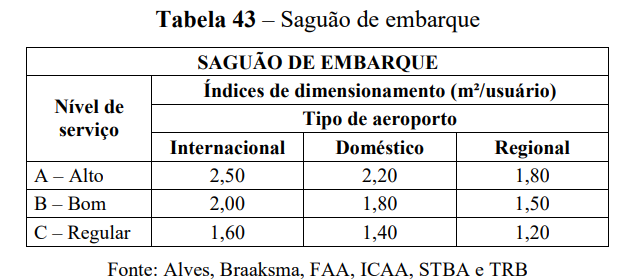 Tabela 43 – Saguão de embarque
SAGUÃO DE EMBARQUE
Nível de serviço
Índices de dimensionamento (m²/usuário)
Tipo de aeroporto
Internacional Doméstico Regional
A – Alto 2,50 2,20 1,80
B – Bom 2,00 1,80 1,50
C – Regular 1,60 1,40 1,20
Fonte: Alves, Braaksma, FAA, ICAA, STBA e TRB